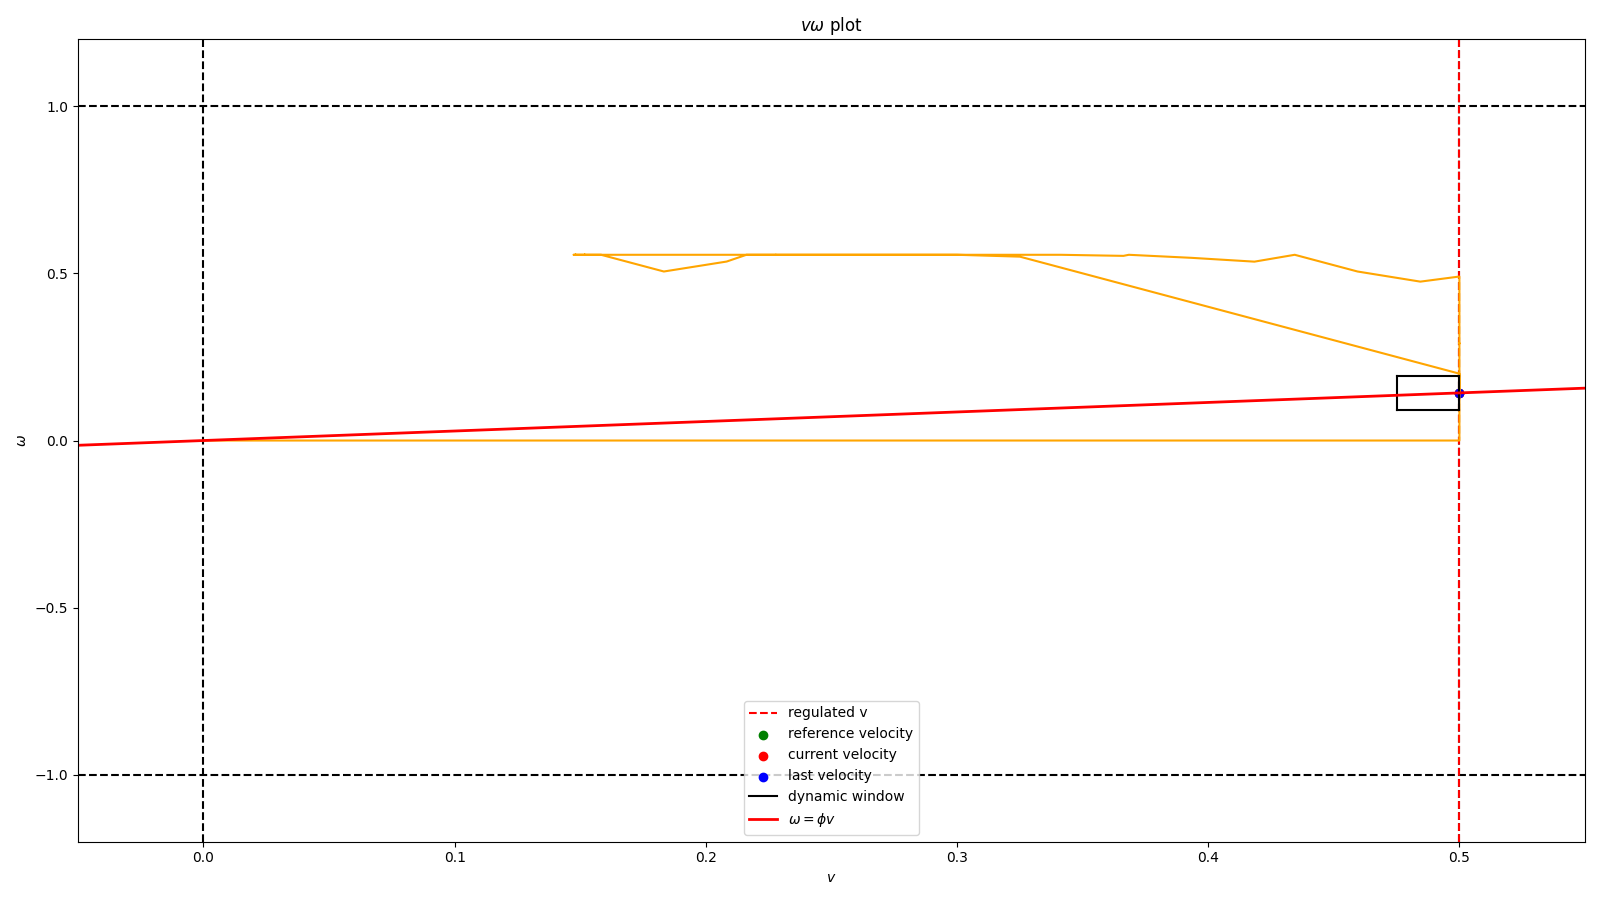 vω plot
1.0
0.5
0.0
−0.5
−1.0
ω
0.0
0.1
0.2
0.3
0.4
0.5
v
regulated v
reference velocity
current velocity
last velocity
dynamic window
ω = ϕv